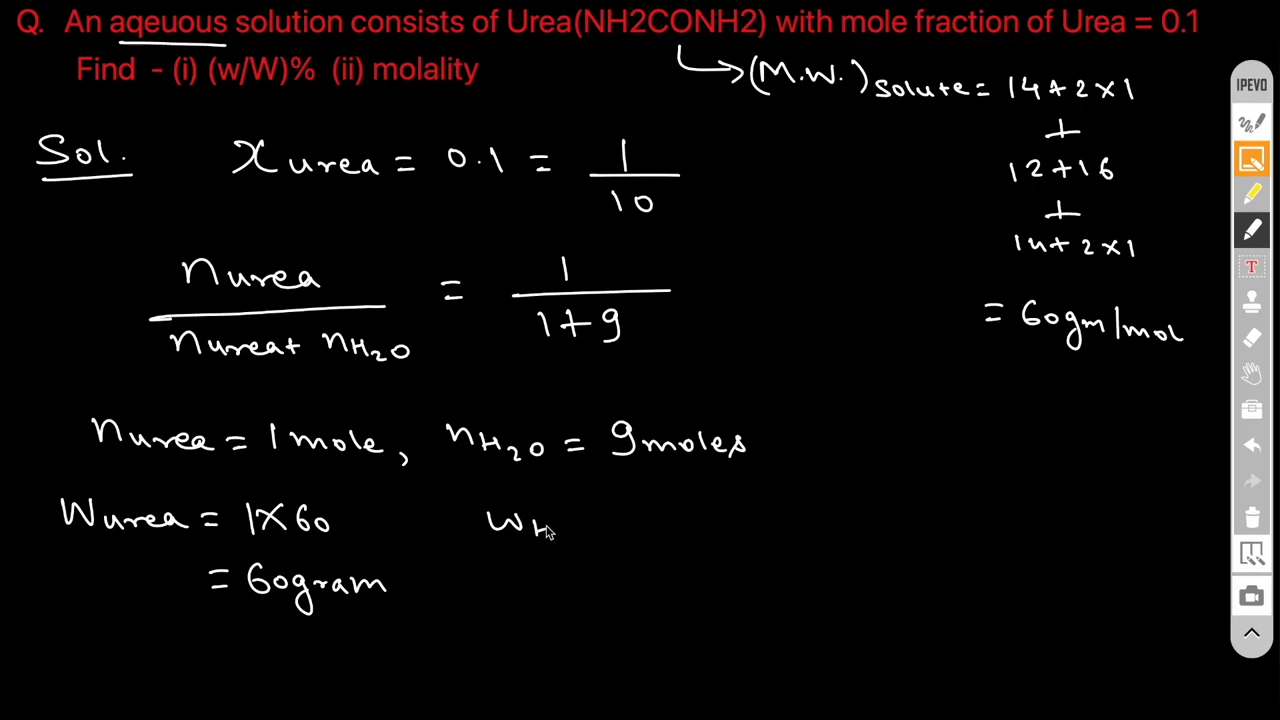 Q. An aqeuous solution consists of Urea(NH2CONH2) with mole fraction of Urea = 0.1
Find - (i) (w/W)% (ii) molality
(M.W.) solute = 14+2×1
+
12+16
+
14+2×1
= 60gm/mol
Sol. x urea = 0.1 = 1/10
n urea / n urea + n H2O = 1/1+9
n urea = 1 mole, n H2O = 9 moles
W urea = 1×60
= 60gram
W H
IPEVO
T